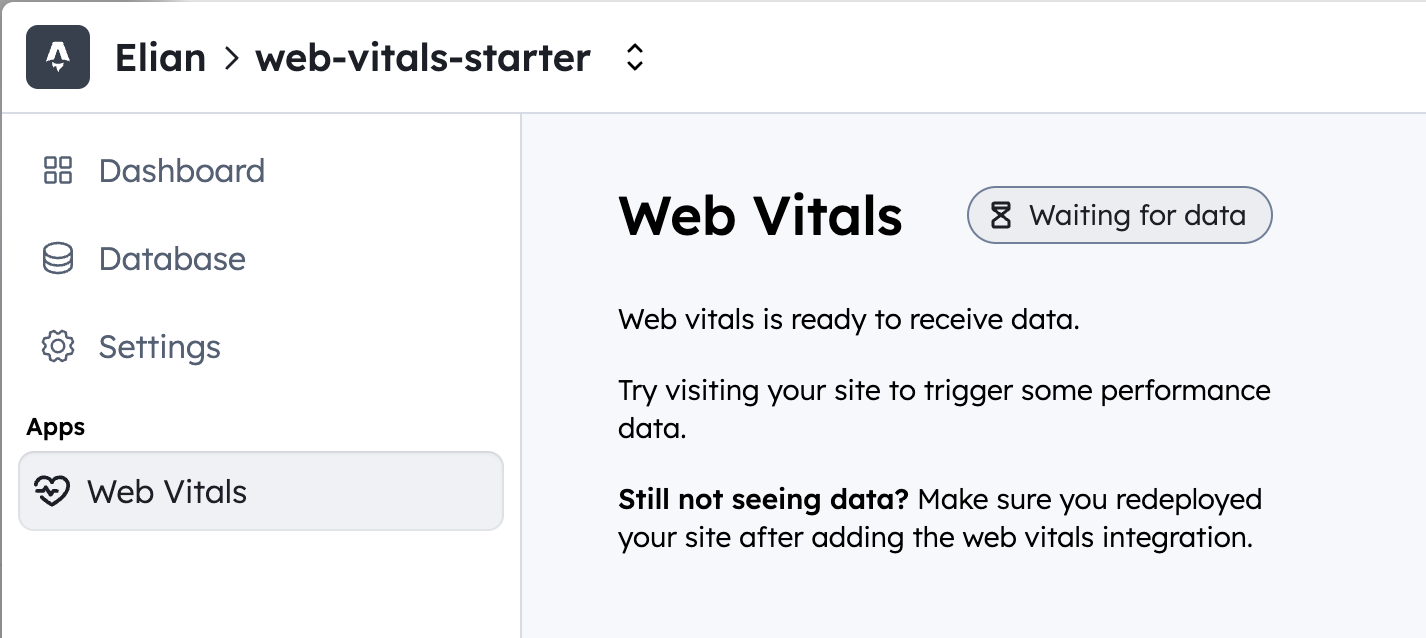 Elian > web-vitals-starter
Dashboard
Database
Settings
Apps
Web Vitals
Web Vitals
Waiting for data
Web vitals is ready to receive data.
Try visiting your site to trigger some performance
data.
Still not seeing data? Make sure you redeployed
your site after adding the web vitals integration.